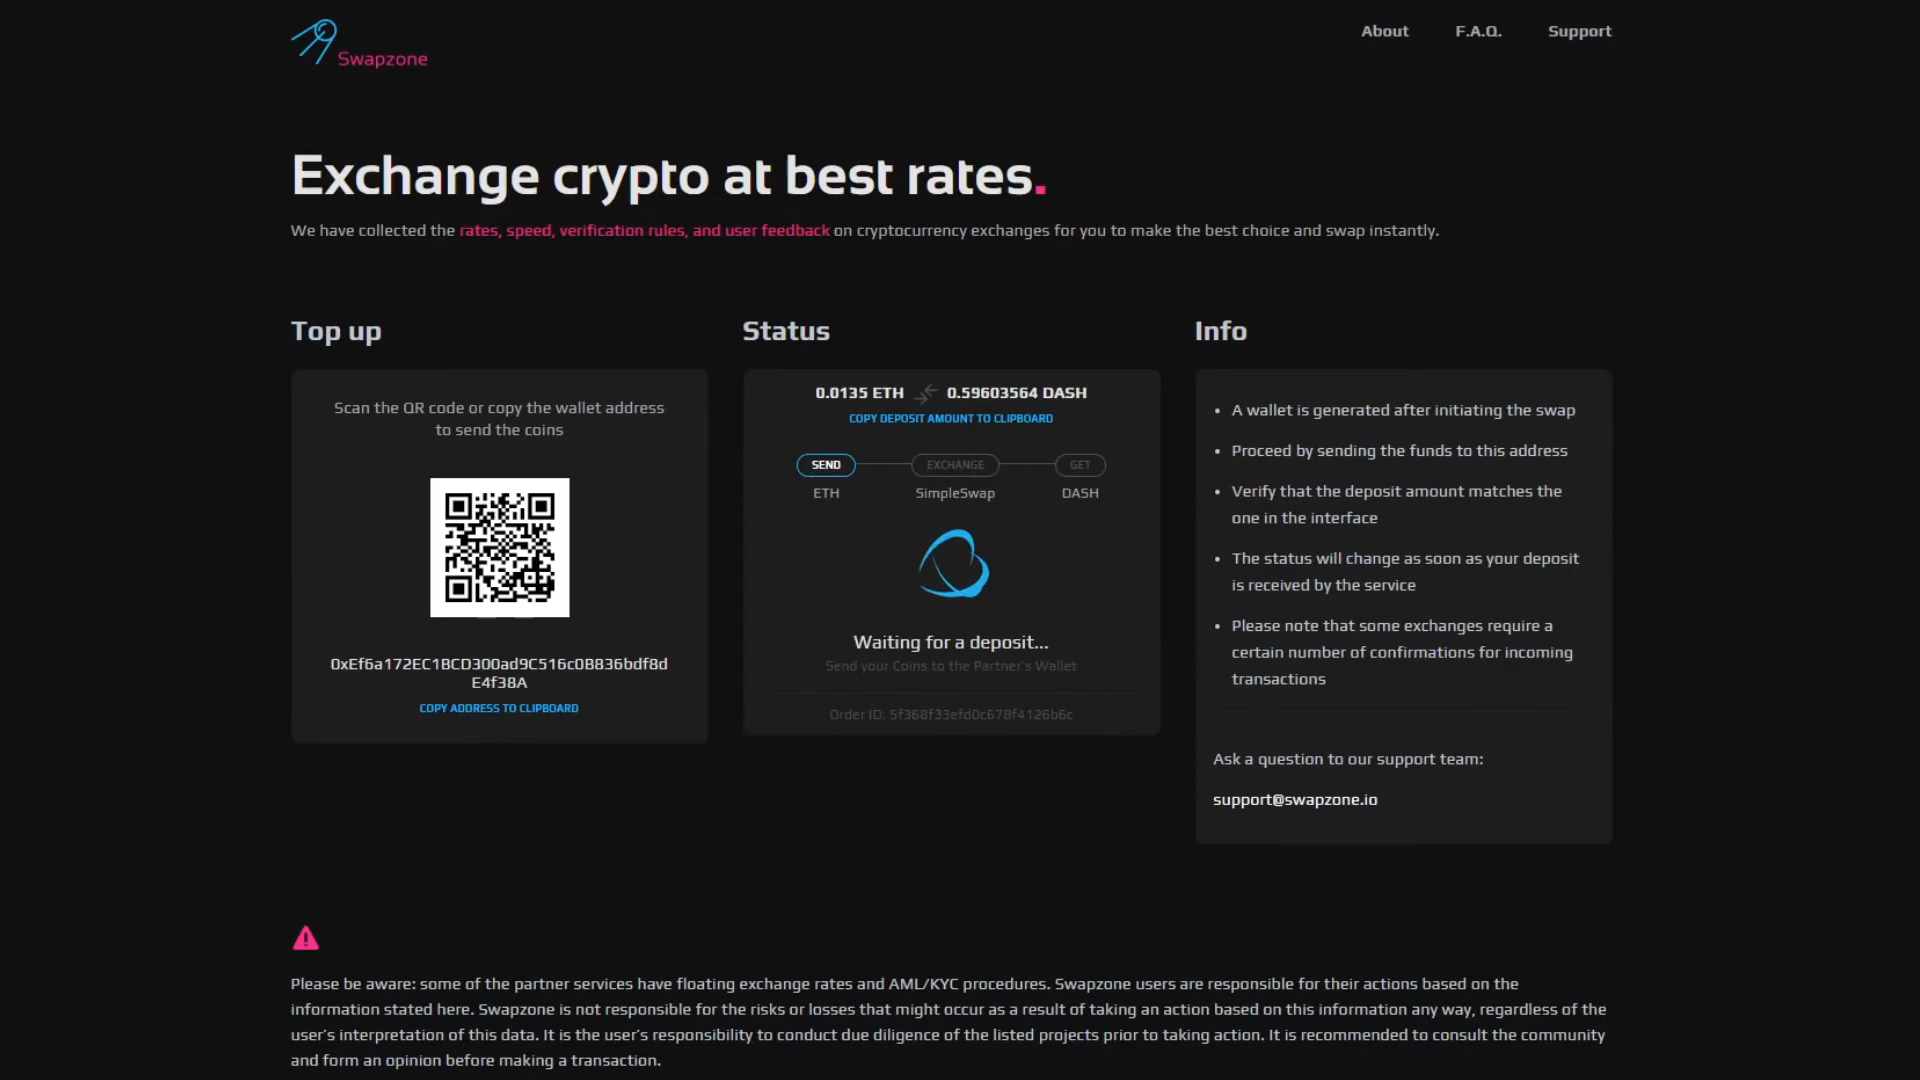 Swapzone
About
F.A.Q.
Support
Exchange crypto at best rates.
We have collected the rates, speed, verification rules, and user feedback on cryptocurrency exchanges for you to make the best choice and swap instantly.
Top up
Scan the QR code or copy the wallet address
to send the coins
0xEf6a172EC1BCD300ad9C516c0B836bdf8d
E4f38A
COPY ADDRESS TO CLIPBOARD
Status
0.0135 ETH
0.59603564 DASH
COPY DEPOSIT AMOUNT TO CLIPBOARD
SEND
EXCHANGE
GET
ETH
SimpleSwap
DASH
Waiting for a deposit...
Send your Coins to the Partner's Wallet
Order ID: 5f368f33efd0c678f4126b6c
Info
• A wallet is generated after initiating the swap
• Proceed by sending the funds to this address
• Verify that the deposit amount matches the
one in the interface
• The status will change as soon as your deposit
is received by the service
• Please note that some exchanges require a
certain number of confirmations for incoming
transactions
Ask a question to our support team:
support@swapzone.io
Please be aware: some of the partner services have floating exchange rates and AML/KYC procedures. Swapzone users are responsible for their actions based on the
information stated here. Swapzone is not responsible for the risks or losses that might occur as a result of taking an action based on this information any way, regardless of the
user's interpretation of this data. It is the user's responsibility to conduct due diligence of the listed projects prior to taking action. It is recommended to consult the community
and form an opinion before making a transaction.